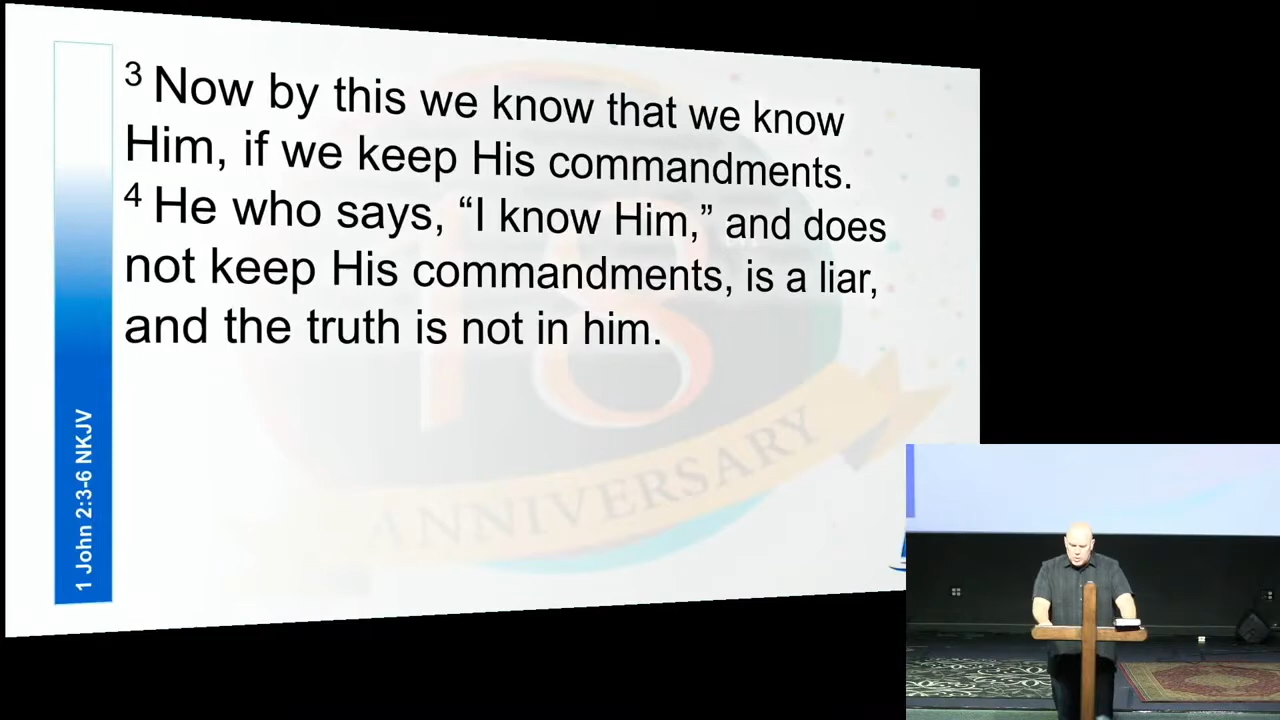 ³ Now by this we know that we know
Him, if we keep His commandments.
⁴ He who says, “I know Him,” and does
not keep His commandments, is a liar,
and the truth is not in him.
18
ANNIVERSARY
1 John 2:3-6 NKJV